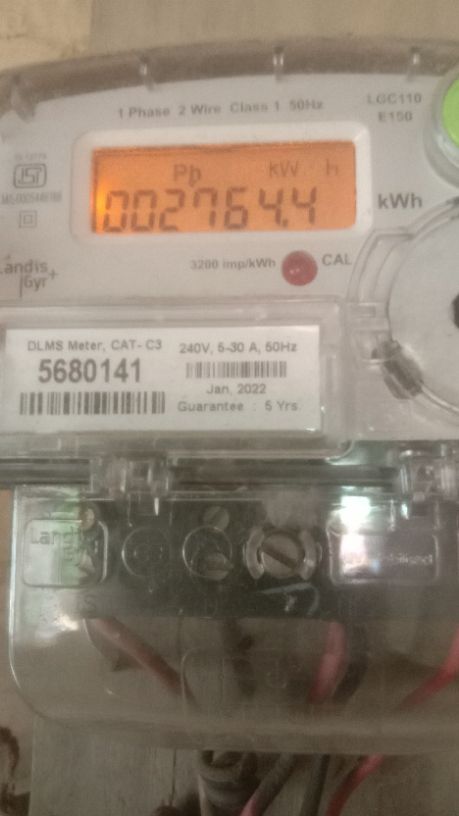 1 Phase 2 Wire Class 1 50Hz
LGC110
E150
Pb kW h
002764.4
kWh
Landis
Gyr+
3200 imp/kWh
CAL
DLMS Meter, CAT- C3
5680141
240V, 5-30 A, 50Hz
Jan, 2022
Guarantee : 5 Yrs